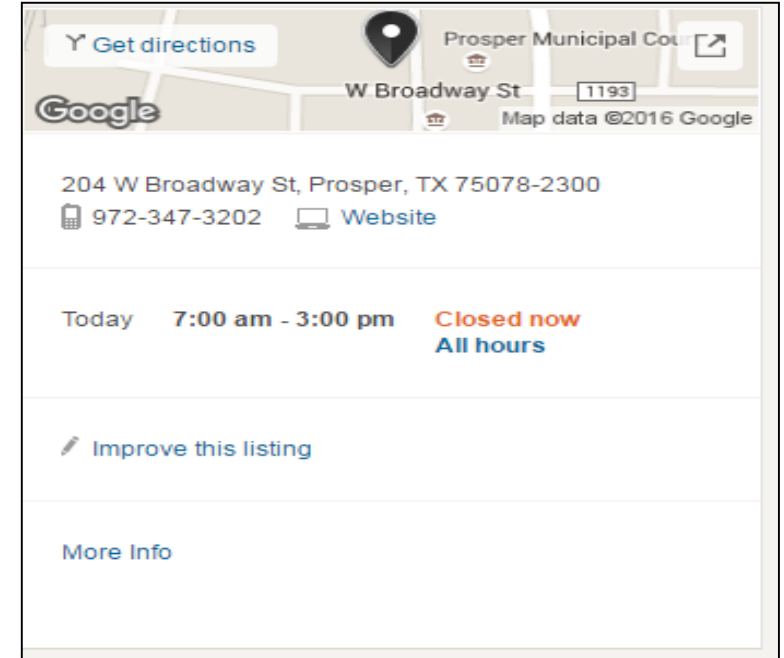 Get directions
Prosper Municipal Cou
W Broadway St 1193
Google
Map data ©2016 Google
204 W Broadway St, Prosper, TX 75078-2300
972-347-3202 Website
Today 7:00 am - 3:00 pm Closed now
All hours
Improve this listing
More Info